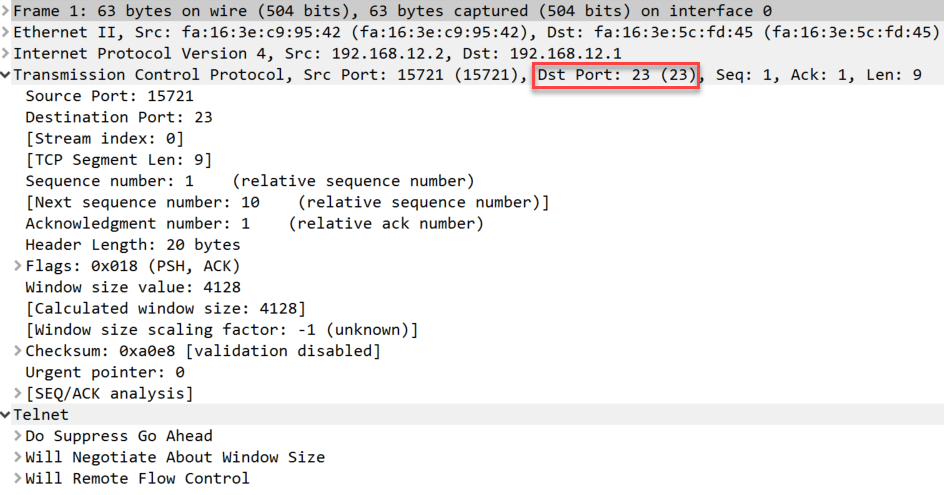 Frame 1: 63 bytes on wire (504 bits), 63 bytes captured (504 bits) on interface 0
Ethernet II, Src: fa:16:3e:c9:95:42 (fa:16:3e:c9:95:42), Dst: fa:16:3e:5c:fd:45 (fa:16:3e:5c:fd:45)
Internet Protocol Version 4, Src: 192.168.12.2, Dst: 192.168.12.1
Transmission Control Protocol, Src Port: 15721 (15721), Dst Port: 23 (23), Seq: 1, Ack: 1, Len: 9
Source Port: 15721
Destination Port: 23
[Stream index: 0]
[TCP Segment Len: 9]
Sequence number: 1    (relative sequence number)
[Next sequence number: 10    (relative sequence number)]
Acknowledgment number: 1    (relative ack number)
Header Length: 20 bytes
Flags: 0x018 (PSH, ACK)
Window size value: 4128
[Calculated window size: 4128]
[Window size scaling factor: -1 (unknown)]
Checksum: 0xa0e8 [validation disabled]
Urgent pointer: 0
[SEQ/ACK analysis]
Telnet
Do Suppress Go Ahead
Will Negotiate About Window Size
Will Remote Flow Control